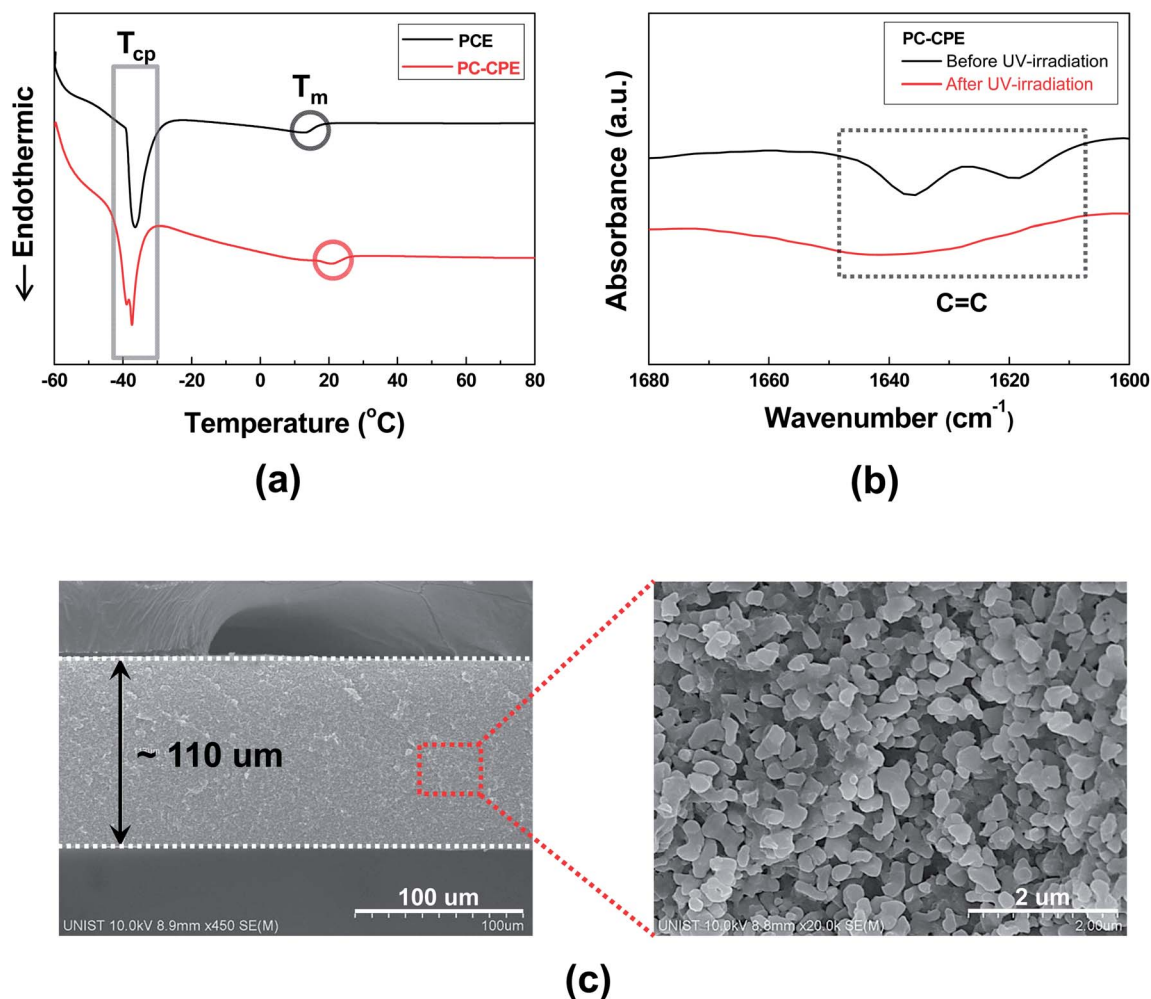 T_cp
T_m
PCE
PC-CPE
← Endothermic
-60 -40 -20 0 20 40 60 80
Temperature (°C)
(a)
PC-CPE
Before UV-irradiation
After UV-irradiation
Absorbance (a.u.)
C=C
1680 1660 1640 1620 1600
Wavenumber (cm⁻¹)
(b)
~ 110 um
100 um
UNIST 10.0kV 8.9mm x450 SE(M)
100um
2 um
UNIST 10.0kV 8.8mm x20.0k SE(M)
2.00um
(c)